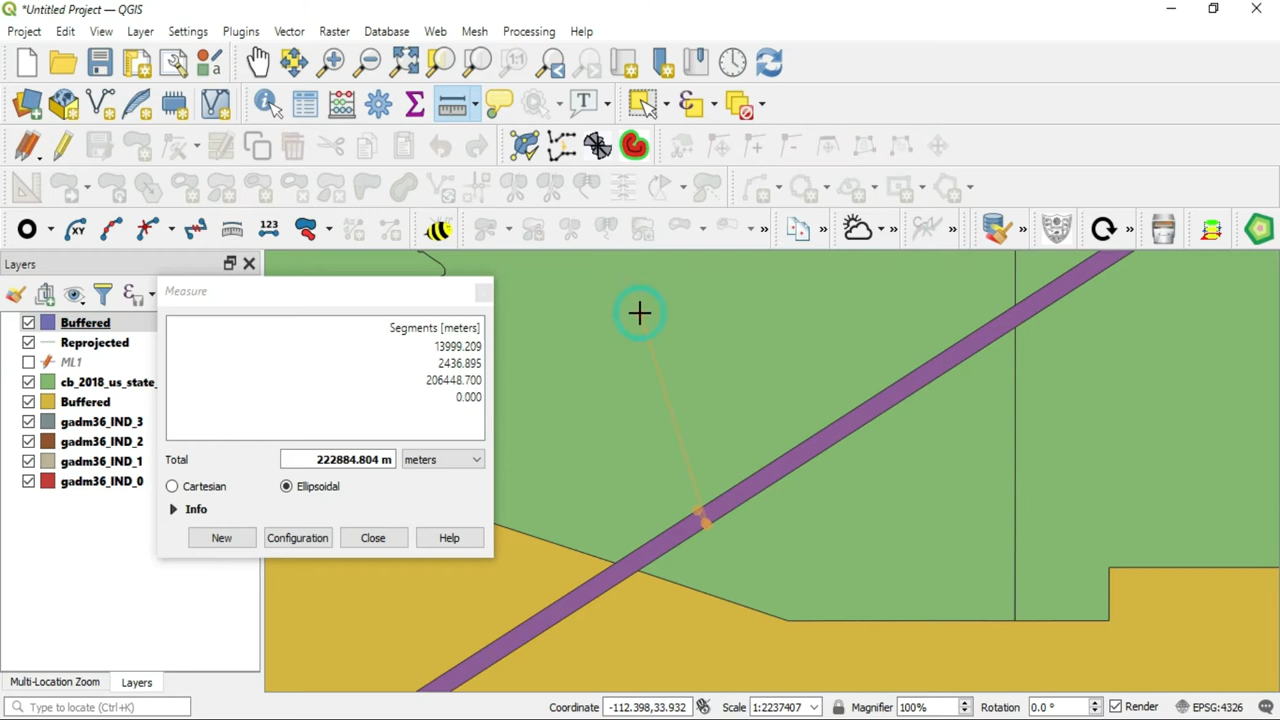 *Untitled Project — QGIS
Project Edit View Layer Settings Plugins Vector Raster Database Web Mesh Processing Help
Layers
Measure
Segments [meters]
13999.209
2436.895
206448.700
0.000
Total 222884.804 m meters
Cartesian Ellipsoidal
Info
New Configuration Close Help
Buffered
Reprojected
ML1
cb_2018_us_state_
Buffered
gadm36_IND_3
gadm36_IND_2
gadm36_IND_1
gadm36_IND_0
Multi-Location Zoom Layers
Type to locate (Ctrl+K) Coordinate -112.398,33.932 Scale 1:2237407 Magnifier 100% Rotation 0.0 ° Render EPSG:4326